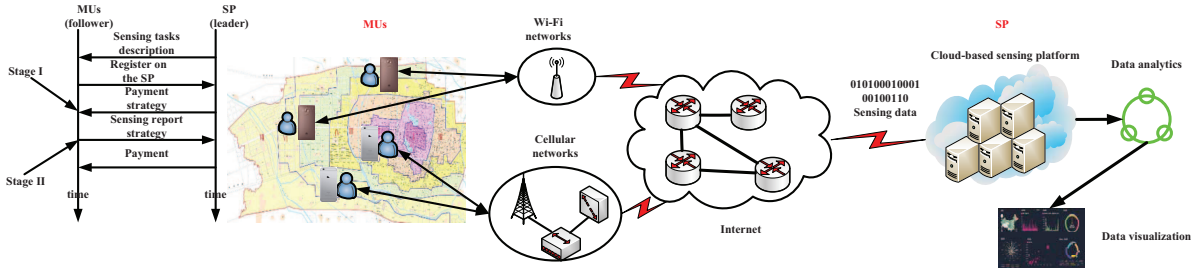 MUs
(follower)
SP
(leader)
Sensing tasks
description
Register on
the SP
Stage I
Payment
strategy
Sensing report
strategy
Payment
Stage II
time
time
MUs
Wi-Fi
networks
Cellular
networks
Internet
010100010001
00100110
Sensing data
SP
Cloud-based sensing platform
Data analytics
Data visualization